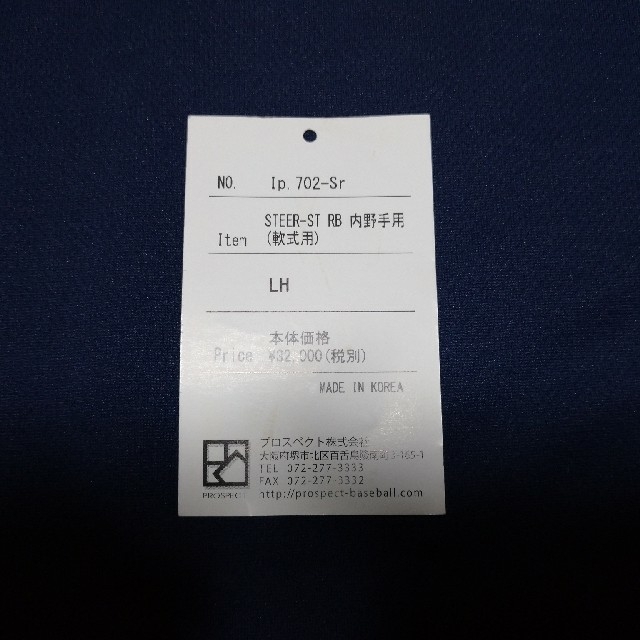 NO. Ip.702-Sr
Item STEER-ST RB 内野手用
(軟式用)
LH
本体価格
Price ¥32,000(税別)
MADE IN KOREA
プロスペクト株式会社
大阪府堺市北区百舌鳥陵南町3-165-1
TEL 072-277-3333
FAX 072-277-3332
http://prospect-baseball.com
PROSPECT